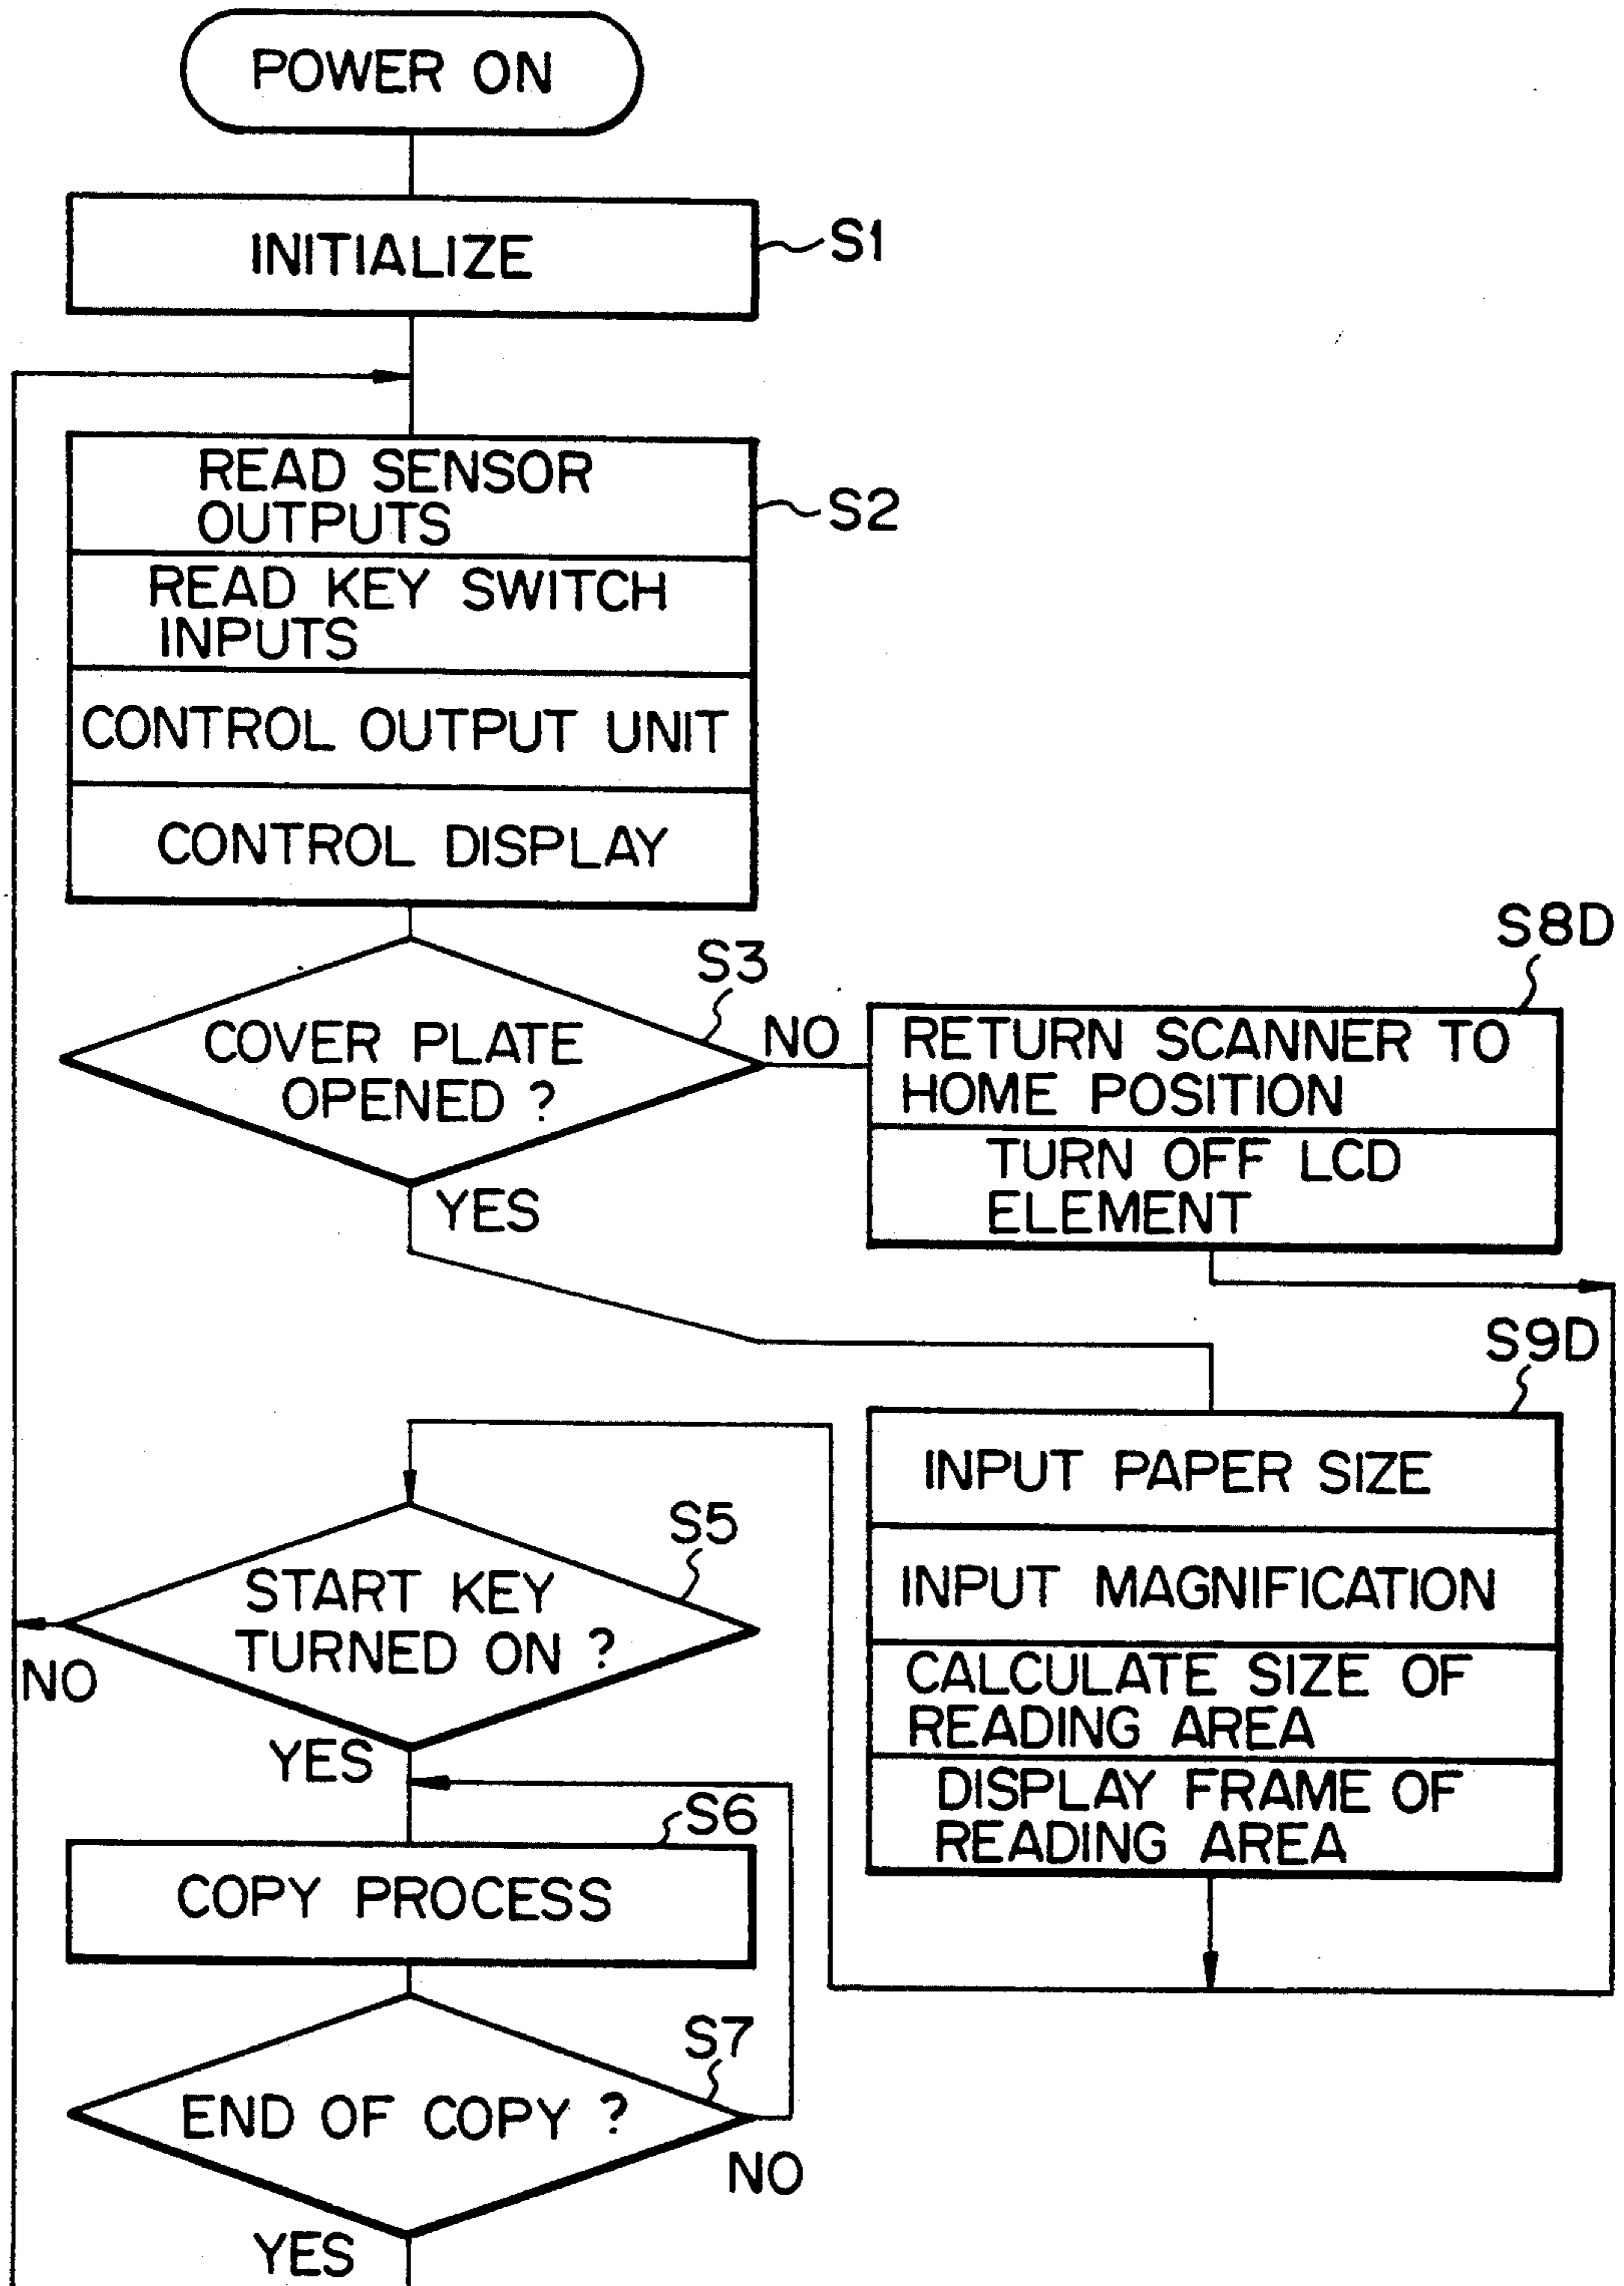 POWER ON
INITIALIZE
S1
READ SENSOR
OUTPUTS
S2
READ KEY SWITCH
INPUTS
CONTROL OUTPUT UNIT
CONTROL DISPLAY
S3
COVER PLATE
OPENED ?
NO
YES
S8D
RETURN SCANNER TO
HOME POSITION
TURN OFF LCD
ELEMENT
S9D
INPUT PAPER SIZE
INPUT MAGNIFICATION
CALCULATE SIZE OF
READING AREA
DISPLAY FRAME OF
READING AREA
S5
START KEY
TURNED ON ?
NO
YES
S6
COPY PROCESS
S7
END OF COPY ?
NO
YES